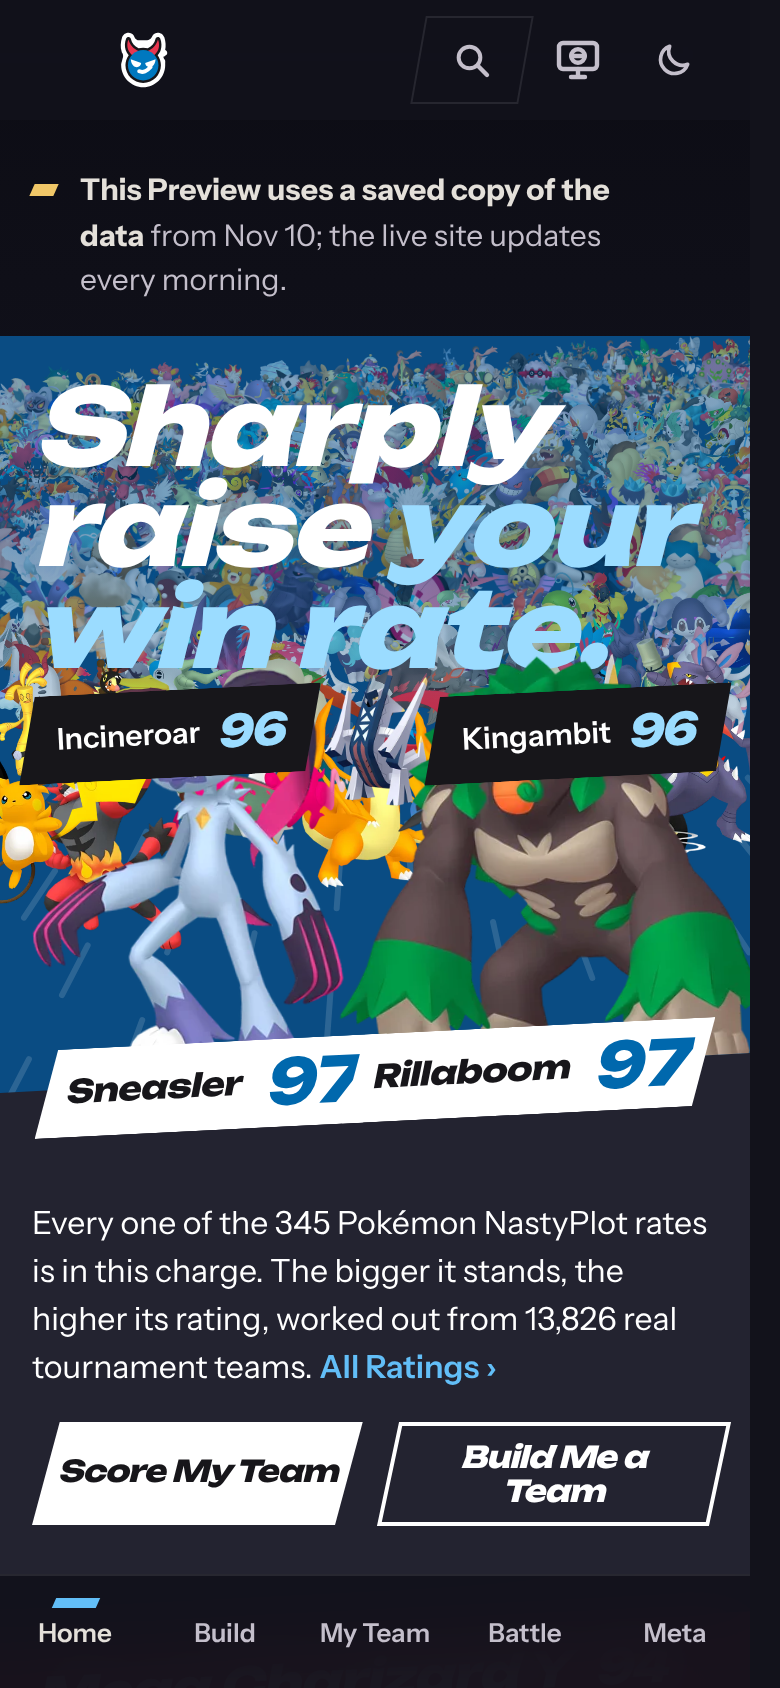 This Preview uses a saved copy of the
data from Nov 10; the live site updates
every morning.
Sharply
raise your
win rate.
Incineroar 96
Kingambit 96
Sneasler 97 Rillaboom 97
Every one of the 345 Pokémon NastyPlot rates
is in this charge. The bigger it stands, the
higher its rating, worked out from 13,826 real
tournament teams. All Ratings ›
Score My Team
Build Me a
Team
Home
Build
My Team
Battle
Meta